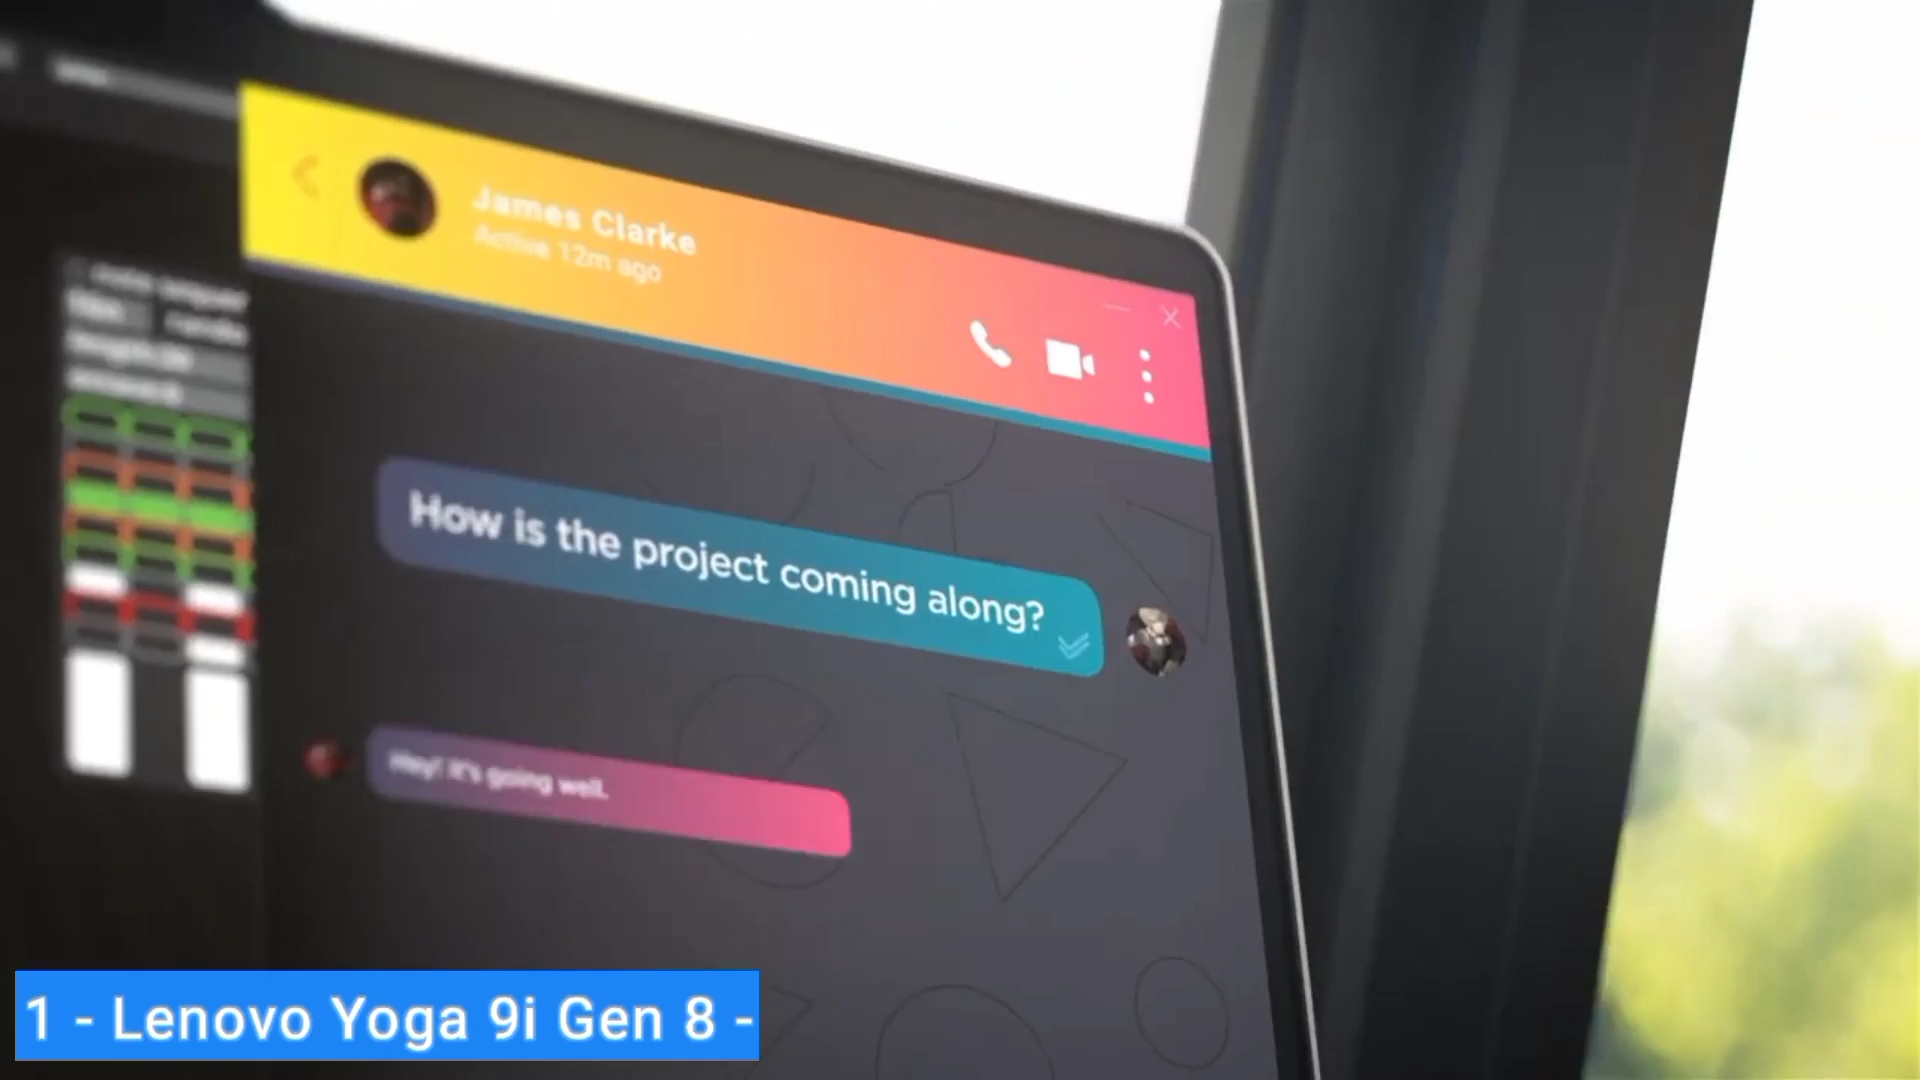 James Clarke
Active 12m ago
How is the project coming along?
Hey! It's going well.
1 - Lenovo Yoga 9i Gen 8 -